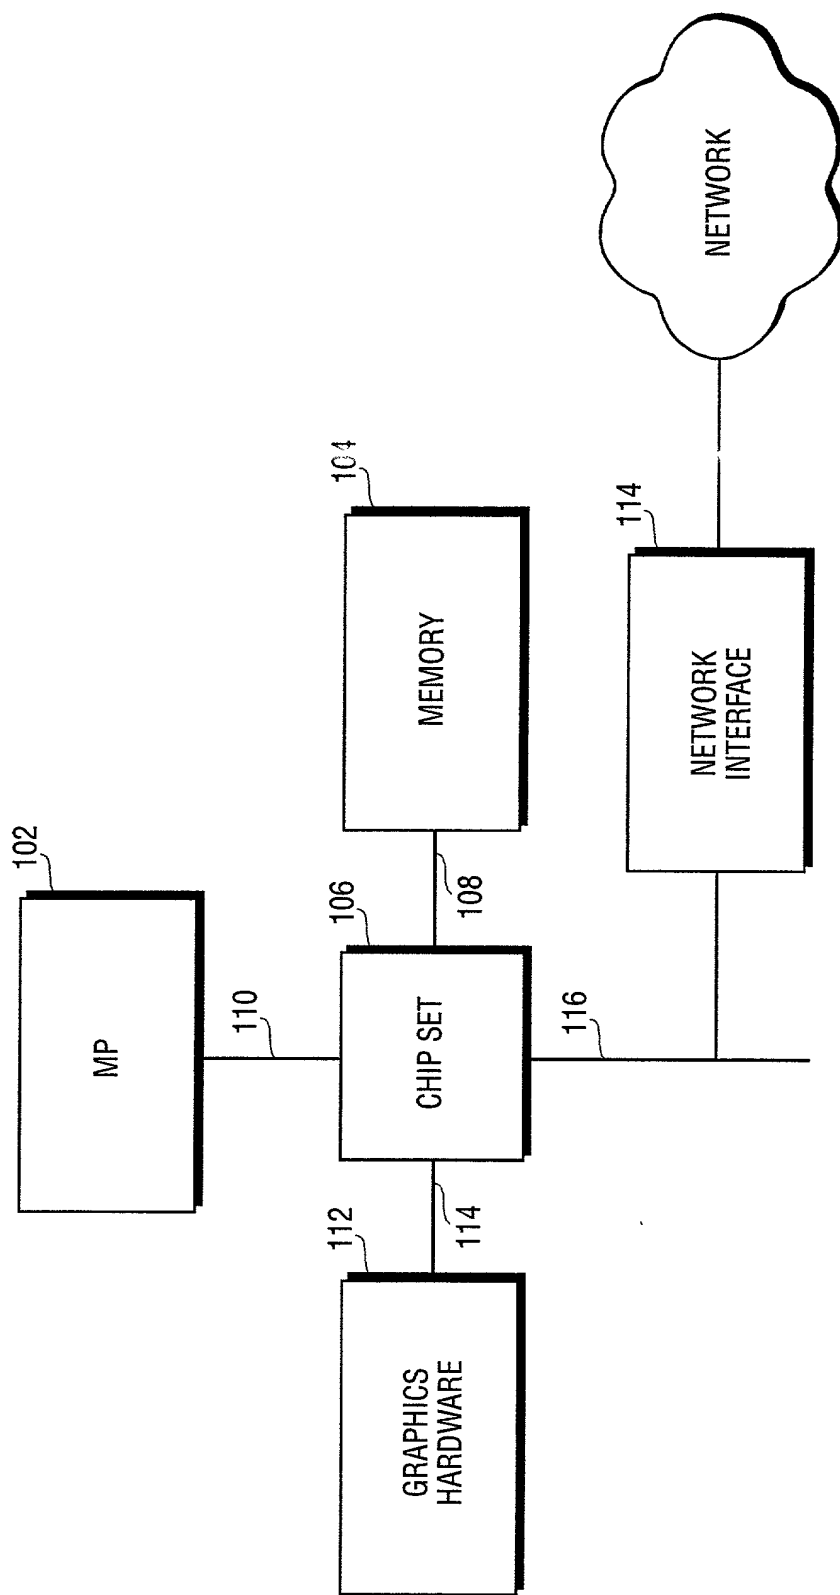 102
MP
110
104
MEMORY
106
108
CHIP SET
112
114
GRAPHICS
HARDWARE
116
114
NETWORK
INTERFACE
NETWORK